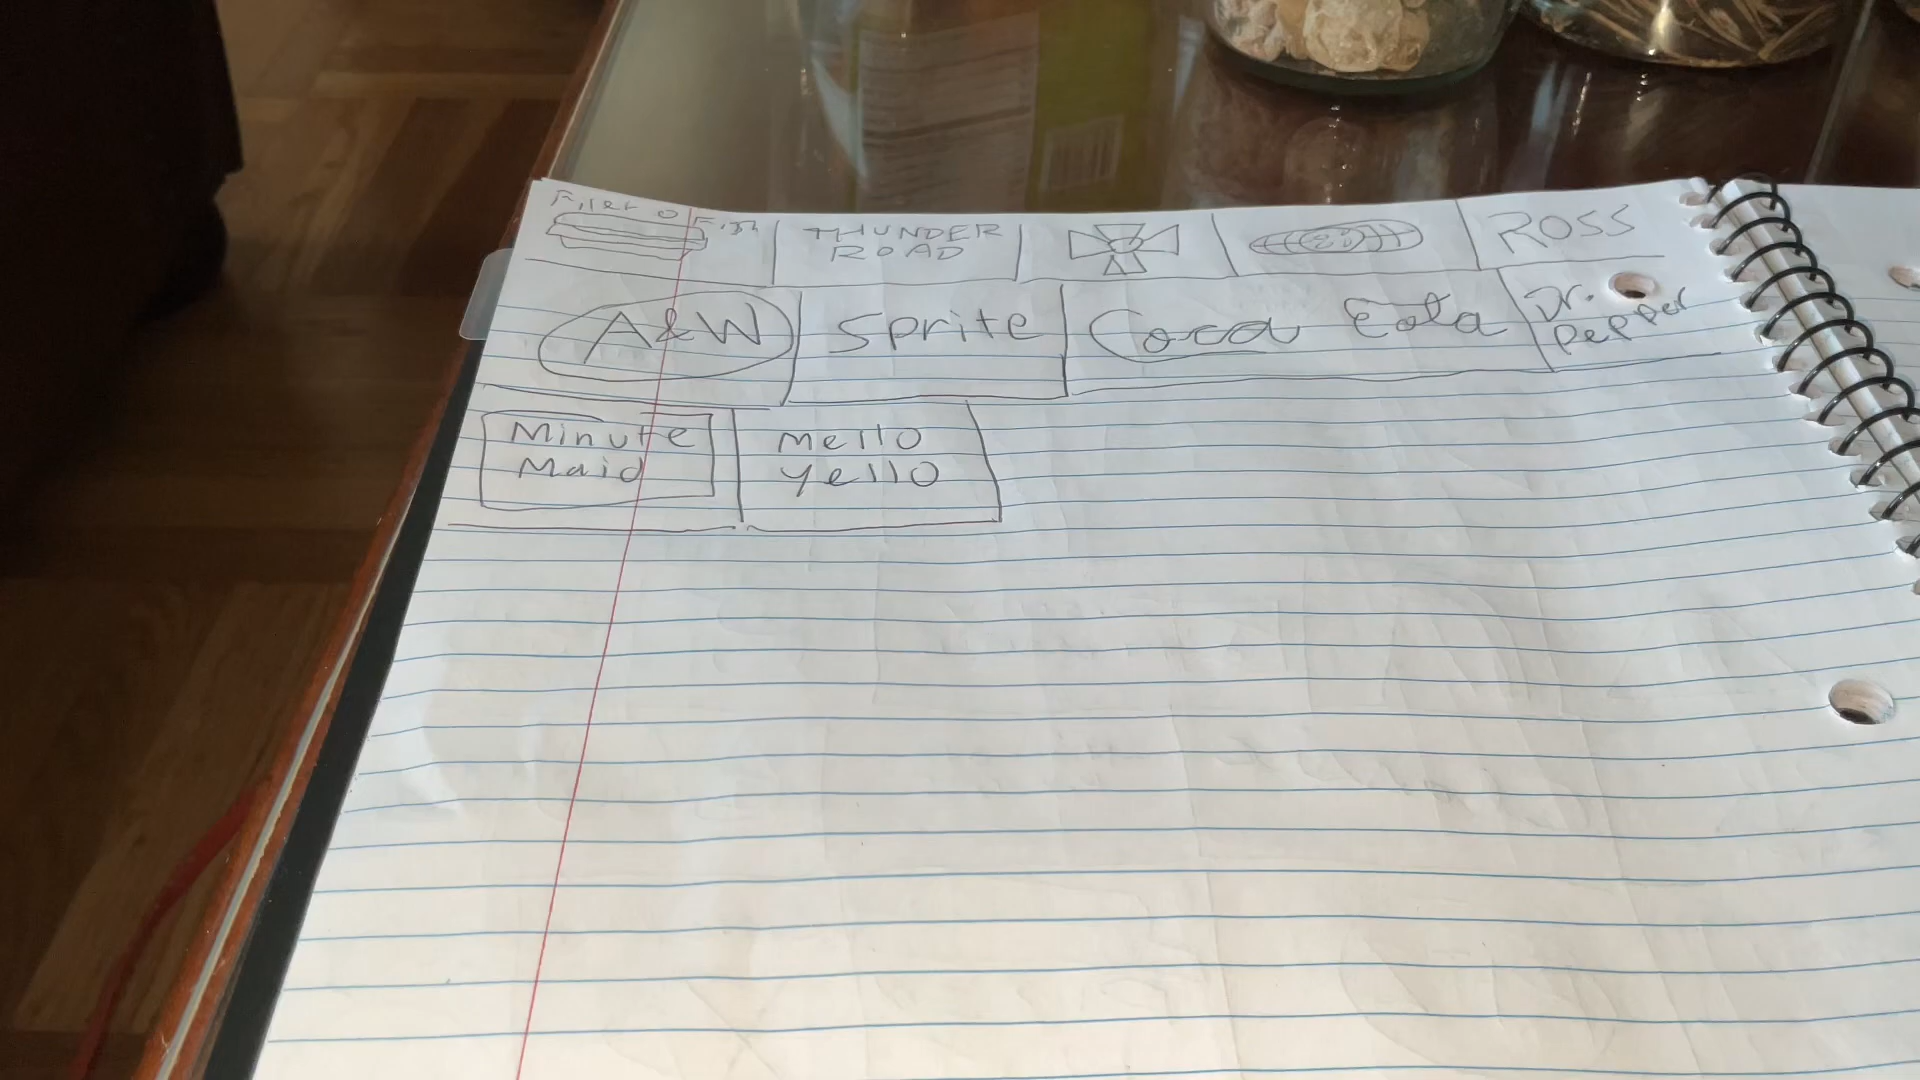 Filet O Fish
THUNDER
ROAD
ROSS
A&W
Sprite
Coca Cola
Dr.
Pepper
Minute
Maid
Mello
yello